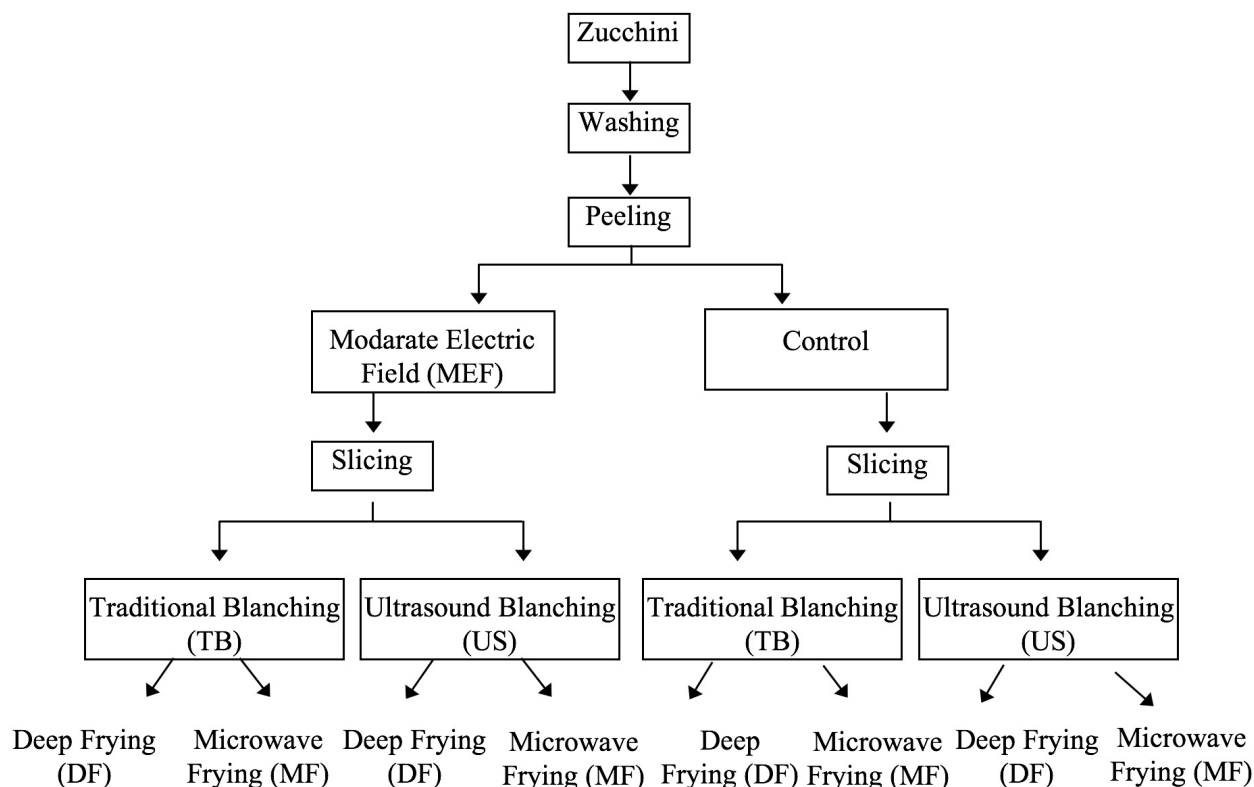 Zucchini
Washing
Peeling
Modarate Electric
Field (MEF)
Control
Slicing
Slicing
Traditional Blanching
(TB)
Ultrasound Blanching
(US)
Traditional Blanching
(TB)
Ultrasound Blanching
(US)
Deep Frying
(DF)
Microwave
Frying (MF)
Deep Frying
(DF)
Microwave
Frying (MF)
Deep
Frying (DF)
Microwave
Frying (MF)
Deep Frying
(DF)
Microwave
Frying (MF)